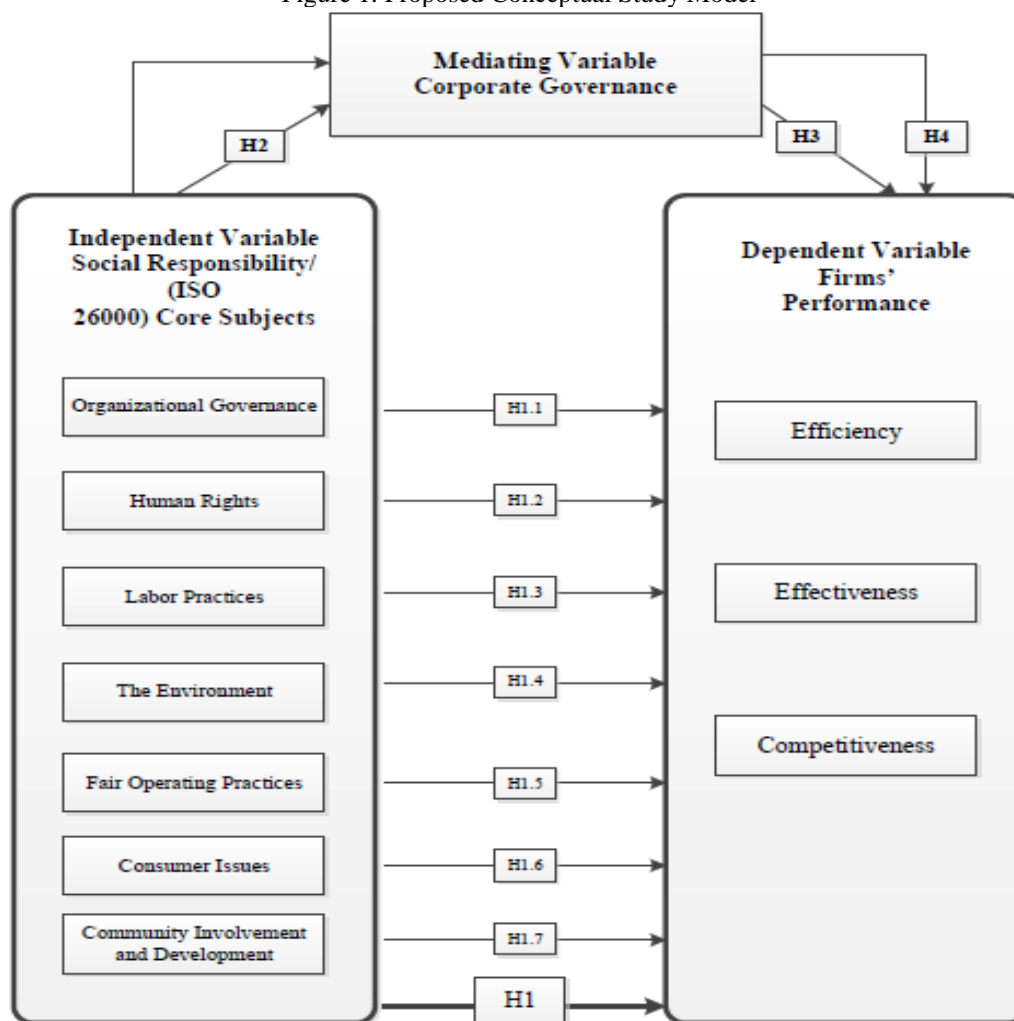 Figure 1: Proposed Conceptual Study Model
Mediating Variable
Corporate Governance
H2
H3
H4
Independent Variable
Social Responsibility/
(ISO
26000) Core Subjects
Dependent Variable
Firms’
Performance
Organizational Governance
H1.1
Efficiency
Human Rights
H1.2
Labor Practices
H1.3
Effectiveness
The Environment
H1.4
Competitiveness
Fair Operating Practices
H1.5
Consumer Issues
H1.6
Community Involvement
and Development
H1.7
H1